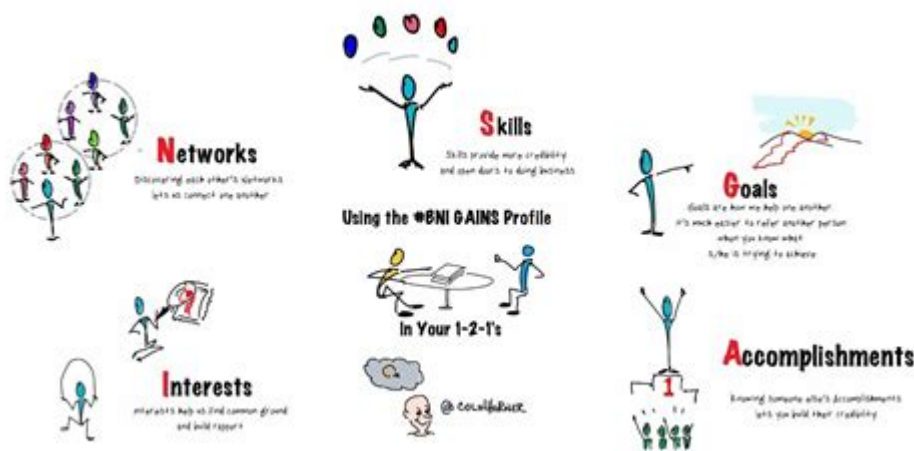 Skills
Skills provide more credibility
and open doors to doing business
Networks
Discovering each other's Networks
lets us connect one another
Goals
Goals are how we help one another.
It's much easier to refer another person
when you know what
s/he is trying to achieve
Using the #BNI GAINS Profile
In Your 1-2-1's
Interests
Interests help us find common ground
and build rapport
1
Accomplishments
Knowing someone else's Accomplishments
lets you build their credibility
@